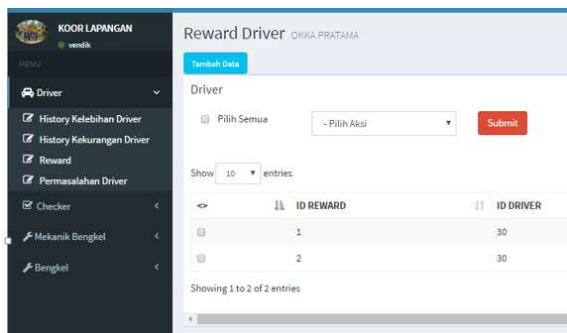 KOOR LAPANGAN
vendik
MENU
Driver
History Kelebihan Driver
History Kekurangan Driver
Reward
Permasalahan Driver
Checker
Mekanik Bengkel
Bengkel
Reward Driver OKKA PRATAMA
Tambah Data
Driver
Pilih Semua - Pilih Aksi Submit
Show 10 entries
<> ID REWARD ID DRIVER
1 30
2 30
Showing 1 to 2 of 2 entries